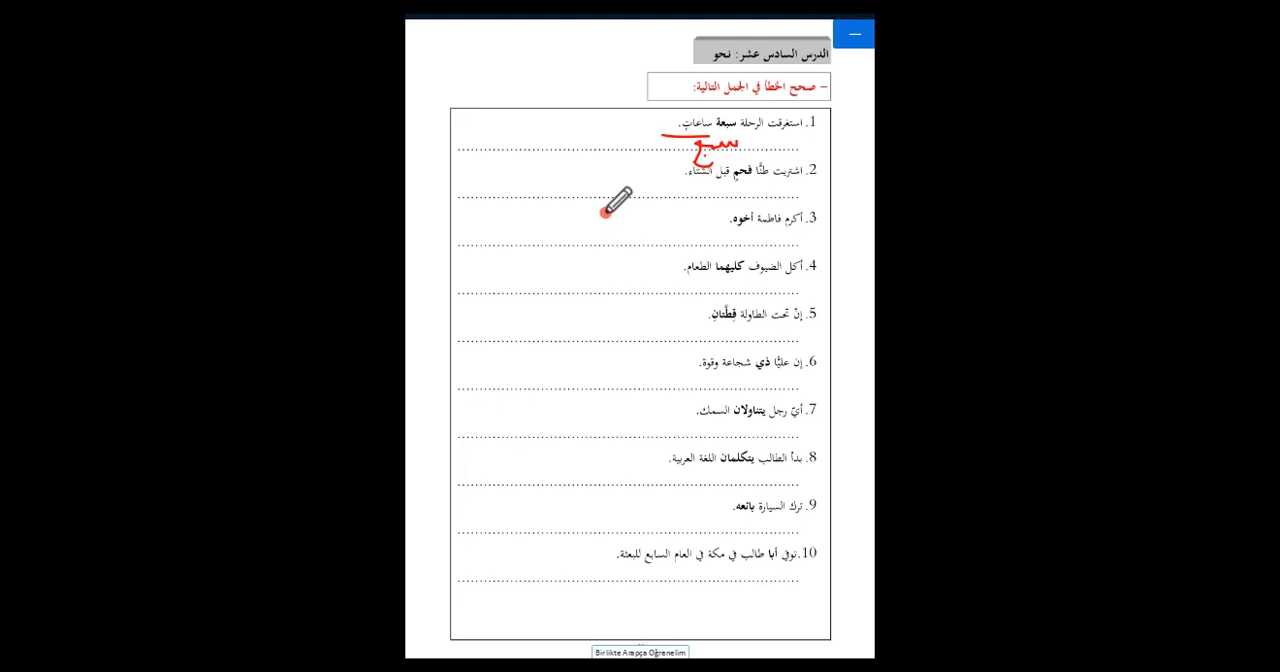 الدرس السادس عشر: نحو
– صحح الخطأ في الجمل التالية:
1. استغرقت الرحلة سبعة ساعاتٍ.
سبع
2. اشتريت طنًّا فحمٍ قبل الشتاء.
3. أكرم فاطمة أخوه.
4. أكل الضيوف كليهما الطعام.
5. إنّ تحت الطاولة قِطَّتانِ.
6. إن عليًّا ذي شجاعة وقوة.
7. أيّ رجل يتناولان السمك.
8. بدأ الطالب يتكلمان اللغة العربية.
9. ترك السيارة بائعه.
10. توفي أبا طالب في مكة في العام السابع للبعثة.
Birlikte Arapça Öğrenelim